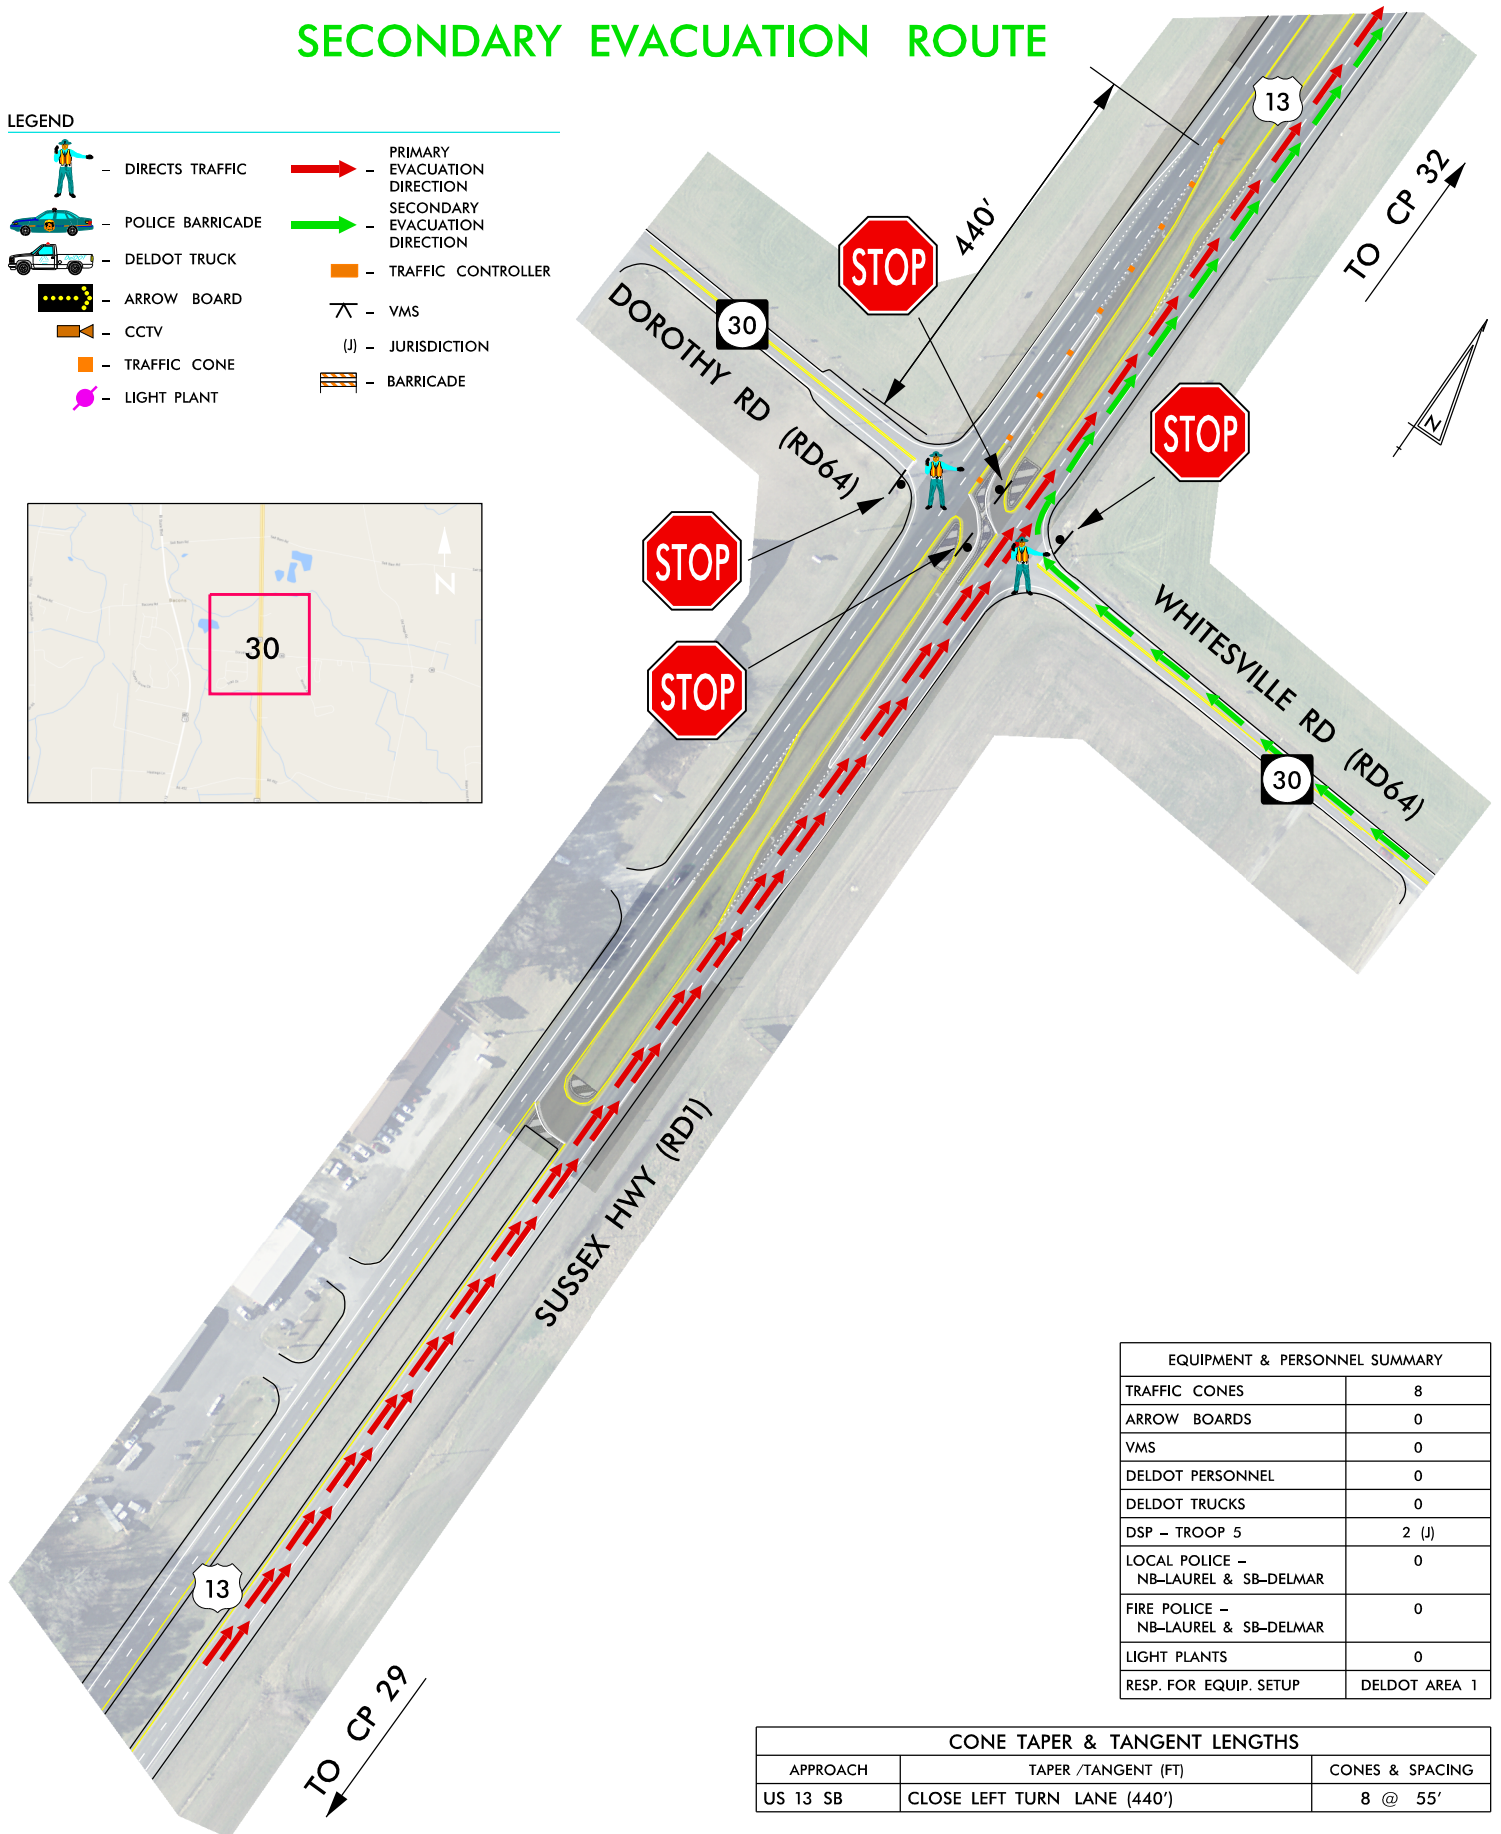 SECONDARY EVACUATION ROUTE
LEGEND
DIRECTS TRAFFIC
POLICE BARRICADE
DELDOT TRUCK
ARROW BOARD
CCTV
TRAFFIC CONE
LIGHT PLANT
PRIMARY
EVACUATION
DIRECTION
SECONDARY
EVACUATION
DIRECTION
TRAFFIC CONTROLLER
VMS
(J) – JURISDICTION
BARRICADE
13
TO CP 32
440'
STOP
DOROTHY RD (RD64)
30
STOP
N
STOP
STOP
WHITESVILLE RD (RD64)
30
N
30
SUSSEX HWY (RD1)
13
TO CP 29
EQUIPMENT & PERSONNEL SUMMARY
TRAFFIC CONES 8
ARROW BOARDS 0
VMS 0
DELDOT PERSONNEL 0
DELDOT TRUCKS 0
DSP – TROOP 5 2 (J)
LOCAL POLICE – 0
NB–LAUREL & SB–DELMAR
FIRE POLICE – 0
NB–LAUREL & SB–DELMAR
LIGHT PLANTS 0
RESP. FOR EQUIP. SETUP DELDOT AREA 1
CONE TAPER & TANGENT LENGTHS
APPROACH TAPER /TANGENT (FT) CONES & SPACING
US 13 SB CLOSE LEFT TURN LANE (440') 8 @ 55'